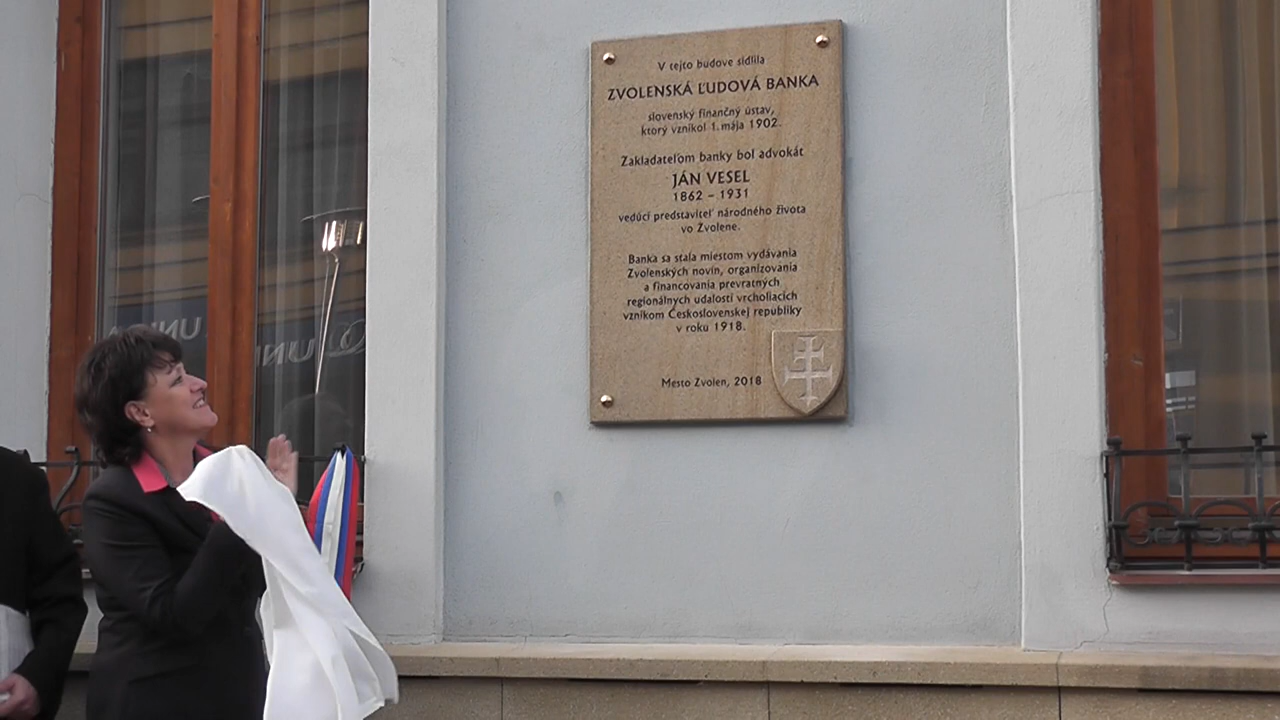 V tejto budove sídlila
ZVOLENSKÁ ĽUDOVÁ BANKA
slovenský finančný ústav,
ktorý vznikol 1. mája 1902.
Zakladateľom banky bol advokát
JÁN VESEL
1862 – 1931
vedúci predstaviteľ národného života
vo Zvolene.
Banka sa stala miestom vydávania
Zvolenských novín, organizovania
a financovania prevratných
regionálnych udalostí vrcholiacich
vznikom Československej republiky
v roku 1918.
Mesto Zvolen, 2018